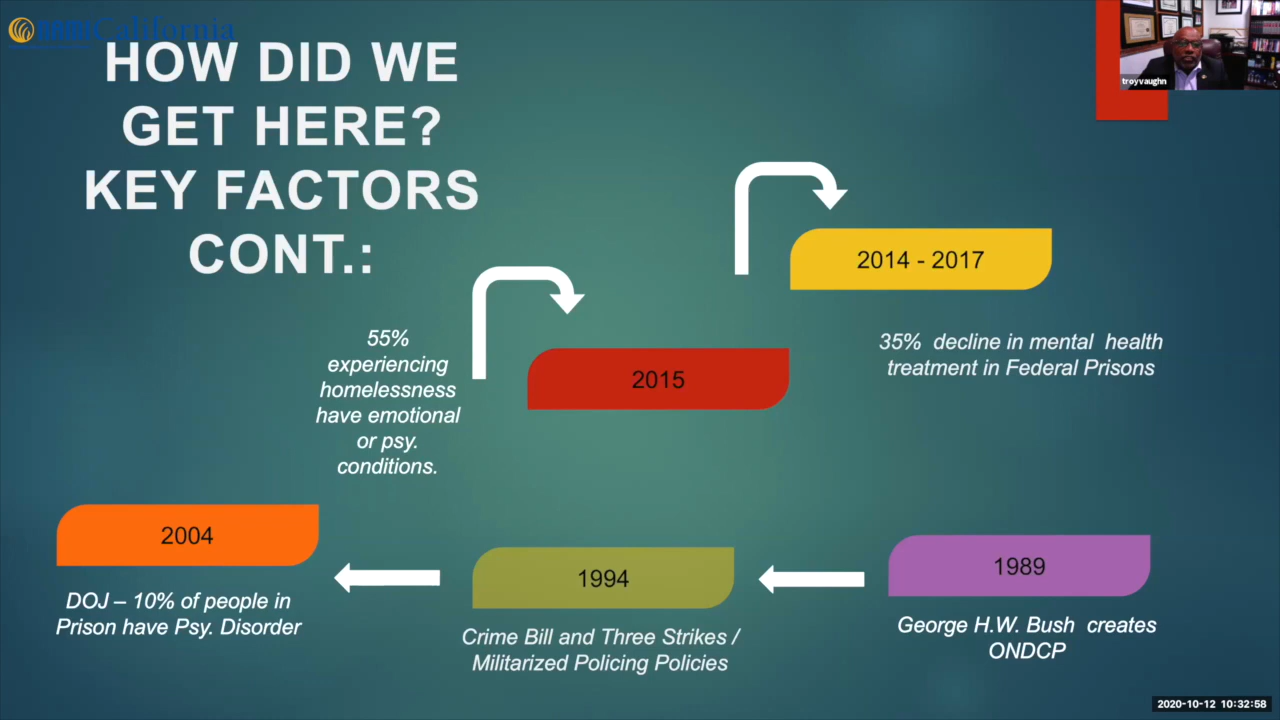 California
HOW DID WE
GET HERE?
KEY FACTORS
CONT.:
troyvaughn
2014 - 2017
35% decline in mental health
treatment in Federal Prisons
2015
55%
experiencing
homelessness
have emotional
or psy.
conditions.
2004
DOJ – 10% of people in
Prison have Psy. Disorder
1994
Crime Bill and Three Strikes /
Militarized Policing Policies
1989
George H.W. Bush creates
ONDCP
2020-10-12 10:32:58